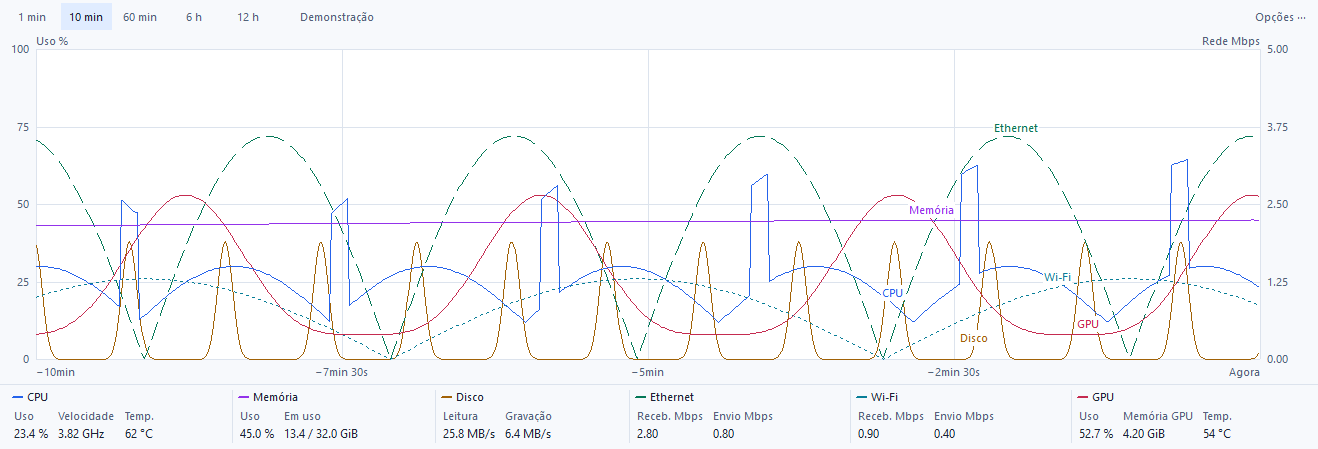 1 min 10 min 60 min 6 h 12 h Demonstração Opções ···
Uso % Rede Mbps
100 5.00
Ethernet
75 3.75
50 2.50
Memória
Wi-Fi
25 1.25
CPU
GPU
Disco
0 0.00
−10min −7min 30s −5min −2min 30s Agora
CPU Memória Disco Ethernet Wi-Fi GPU
Uso Velocidade Temp. Uso Em uso Leitura Gravação Receb. Mbps Envio Mbps Receb. Mbps Envio Mbps Uso Memória GPU Temp.
23.4 % 3.82 GHz 62 °C 45.0 % 13.4 / 32.0 GiB 25.8 MB/s 6.4 MB/s 2.80 0.80 0.90 0.40 52.7 % 4.20 GiB 54 °C